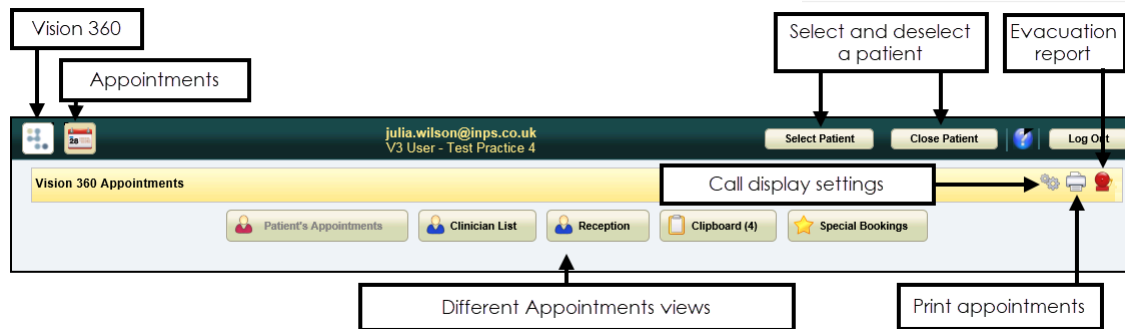 Vision 360
Select and deselect
a patient
Evacuation
report
Appointments
28
julia.wilson@inps.co.uk
V3 User - Test Practice 4
Select Patient
Close Patient
?
Log Out
Vision 360 Appointments
Call display settings
Patient's Appointments
Clinician List
Reception
Clipboard (4)
Special Bookings
Different Appointments views
Print appointments